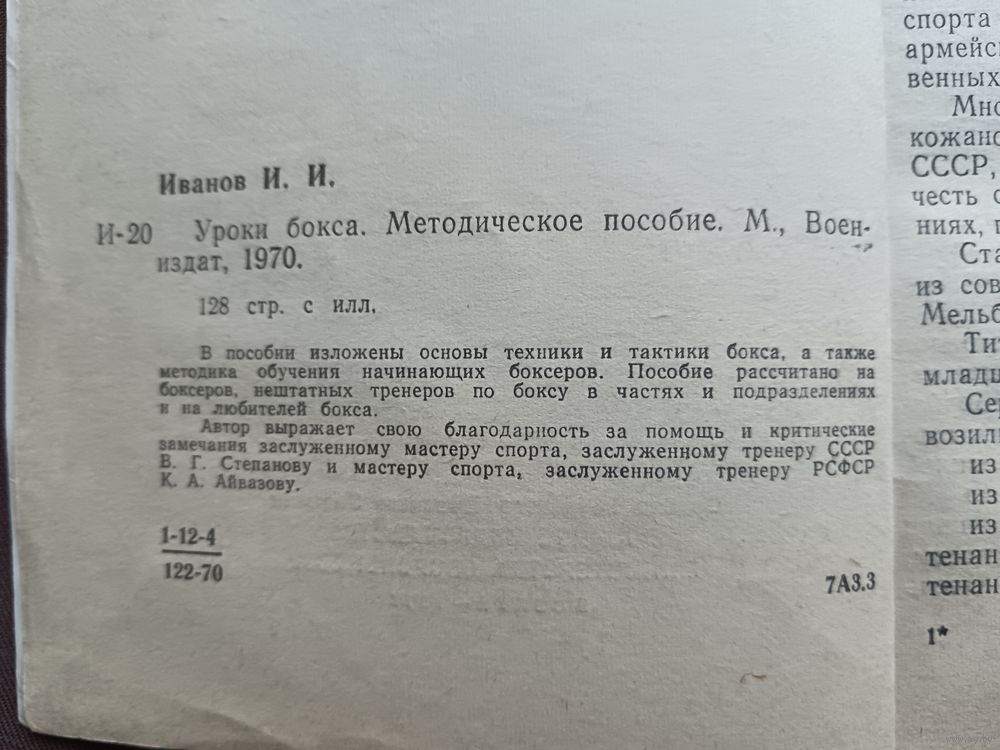 Иванов И. И.
И-20 Уроки бокса. Методическое пособие. М., Воен-
издат, 1970.
128 стр. с илл.
В пособии изложены основы техники и тактики бокса, а также
методика обучения начинающих боксеров. Пособие рассчитано на
боксеров, нештатных тренеров по боксу в частях и подразделениях
и на любителей бокса.
Автор выражает свою благодарность за помощь и критические
замечания заслуженному мастеру спорта, заслуженному тренеру СССР
В. Г. Степанову и мастеру спорта, заслуженному тренеру РСФСР
К. А. Айвазову.
1-12-4
122-70
7А3.3
спорта
армейс
венных
Мно
кожано
СССР,
честь с
ниях,
Ста
из сов
Мельб
Ти
младш
Сер
возил
из
из
из
тенан
тенан
1*